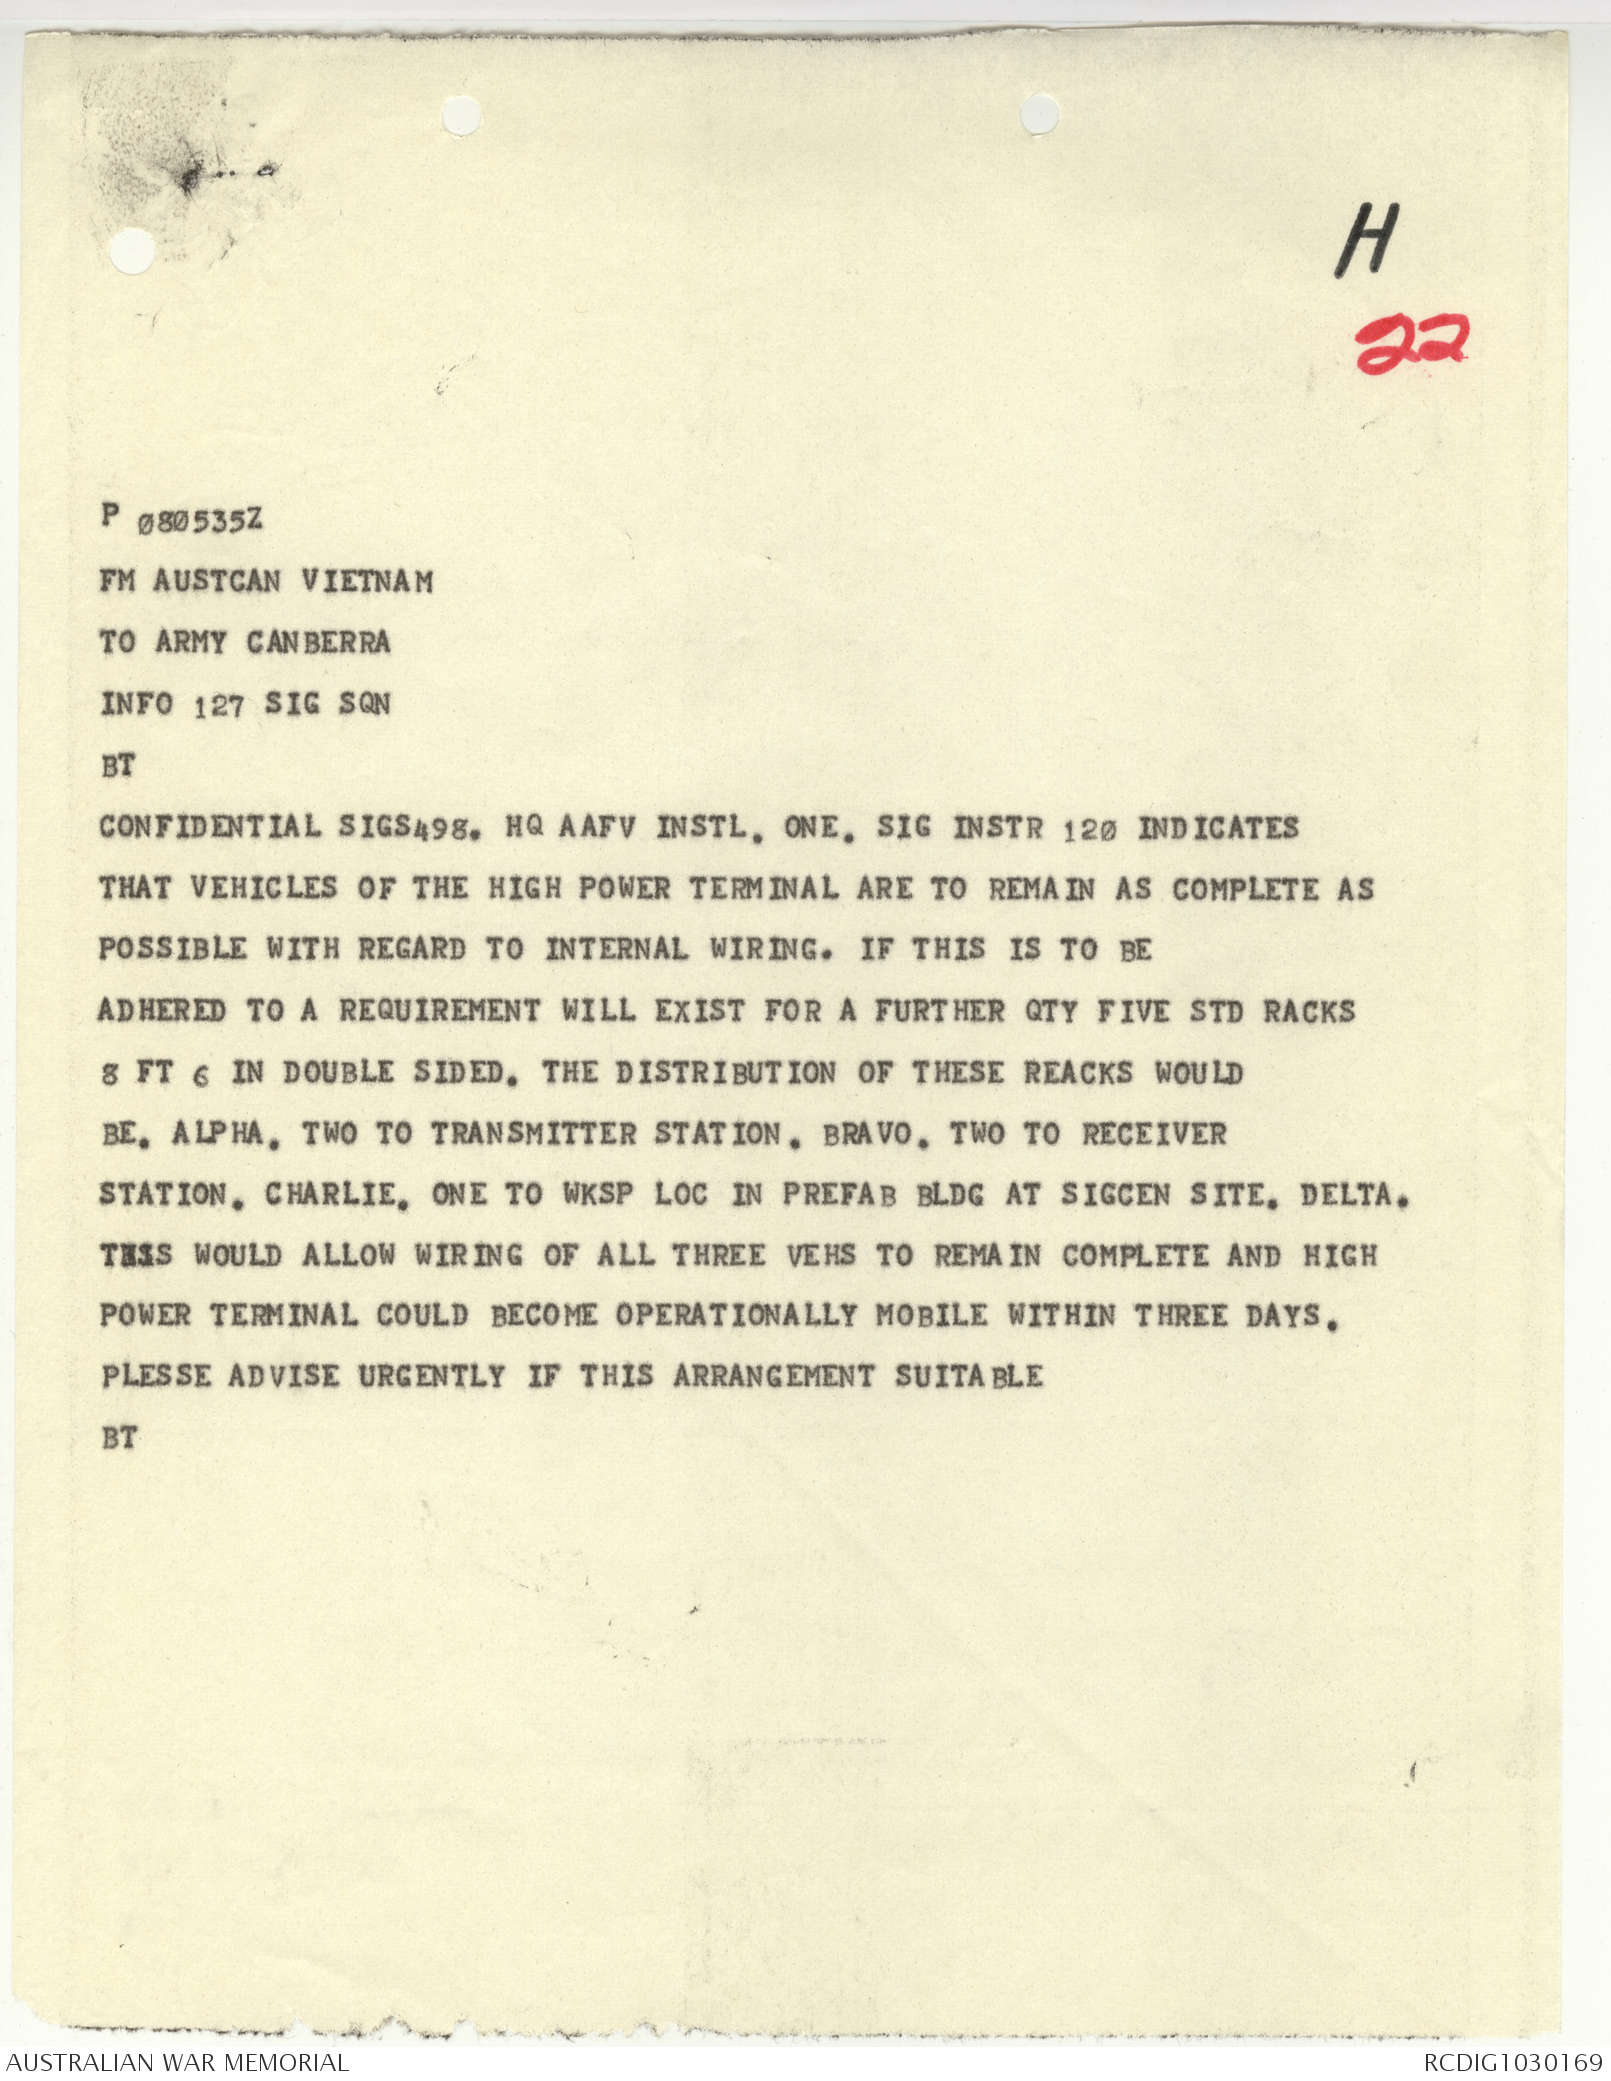 H
22
P 080535Z
FM AUSTCAN VIETNAM
TO ARMY CANBERRA
INFO 127 SIG SQN
BT
CONFIDENTIAL SIGS498. HQ AAFV INSTL. ONE. SIG INSTR 120 INDICATES
THAT VEHICLES OF THE HIGH POWER TERMINAL ARE TO REMAIN AS COMPLETE AS
POSSIBLE WITH REGARD TO INTERNAL WIRING. IF THIS IS TO BE
ADHERED TO A REQUIREMENT WILL EXIST FOR A FURTHER QTY FIVE STD RACKS
8 FT 6 IN DOUBLE SIDED. THE DISTRIBUTION OF THESE REACKS WOULD
BE. ALPHA. TWO TO TRANSMITTER STATION. BRAVO. TWO TO RECEIVER
STATION. CHARLIE. ONE TO WKSP LOC IN PREFAB BLDG AT SIGCEN SITE. DELTA.
THIS WOULD ALLOW WIRING OF ALL THREE VEHS TO REMAIN COMPLETE AND HIGH
POWER TERMINAL COULD BECOME OPERATIONALLY MOBILE WITHIN THREE DAYS.
PLESSE ADVISE URGENTLY IF THIS ARRANGEMENT SUITABLE
BT
AUSTRALIAN WAR MEMORIAL
RCDIG1030169